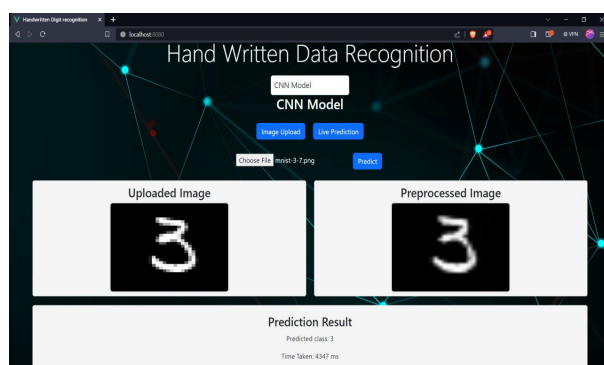 Handwritten Digit recognition
localhost:8080
VPN
Hand Written Data Recognition
CNN Model
CNN Model
Image Upload Live Prediction
Choose File mnist-3-7.png Predict
Uploaded Image Preprocessed Image
3 3
Prediction Result
Predicted class: 3
Time Taken: 4347 ms